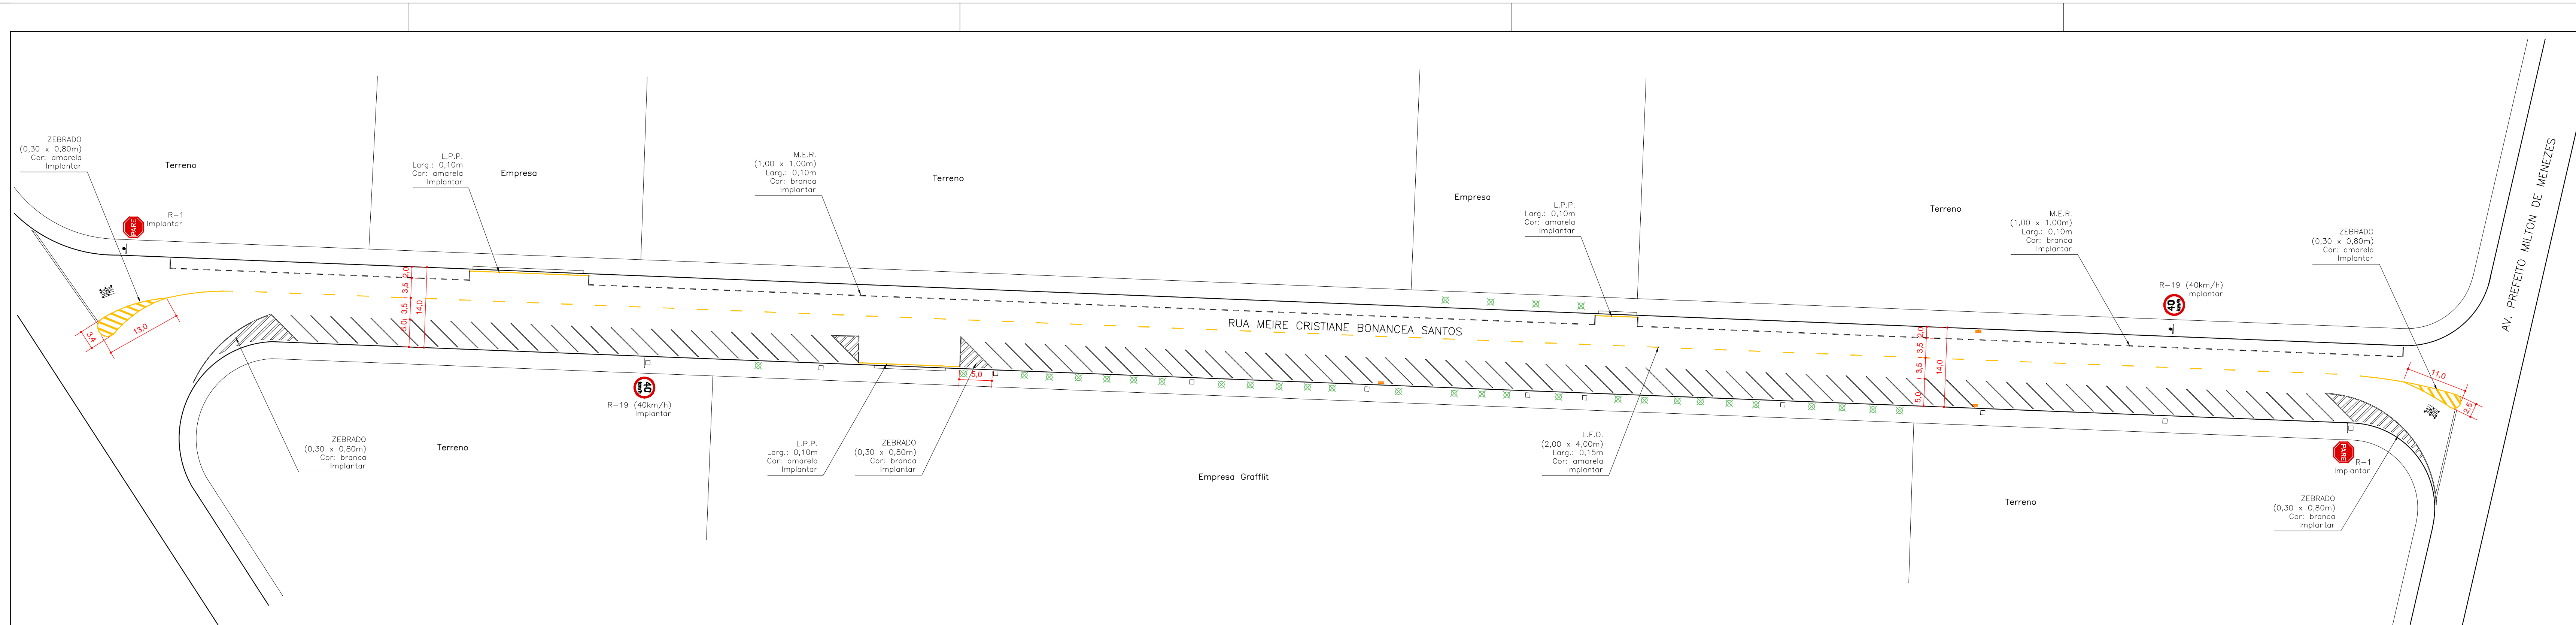 ZEBRADO
(0,30 x 0,80m)
Cor: amarela
Implantar
Terreno
PARE
R-1
Implantar
L.P.P.
Larg.: 0,10m
Cor: amarela
Implantar
Empresa
M.E.R.
(1,00 x 1,00m)
Larg.: 0,10m
Cor: branca
Implantar
Terreno
Empresa
L.P.P.
Larg.: 0,10m
Cor: amarela
Implantar
Terreno
M.E.R.
(1,00 x 1,00m)
Larg.: 0,10m
Cor: branca
Implantar
R-19 (40km/h)
Implantar
40
km/h
ZEBRADO
(0,30 x 0,80m)
Cor: amarela
Implantar
AV. PREFEITO MILTON DE MENEZES
3,4
13,0
2,0
3,5
3,5
5,0
14,0
RUA MEIRE CRISTIANE BONANCEA SANTOS
2,0
3,5
3,5
5,0
14,0
11,0
2,5
5,0
40
km/h
R-19 (40km/h)
Implantar
ZEBRADO
(0,30 x 0,80m)
Cor: branca
Implantar
Terreno
L.P.P.
Larg.: 0,10m
Cor: amarela
Implantar
ZEBRADO
(0,30 x 0,80m)
Cor: branca
Implantar
Empresa Grafflit
L.F.O.
(2,00 x 4,00m)
Larg.: 0,15m
Cor: amarela
Implantar
Terreno
PARE
R-1
Implantar
ZEBRADO
(0,30 x 0,80m)
Cor: branca
Implantar